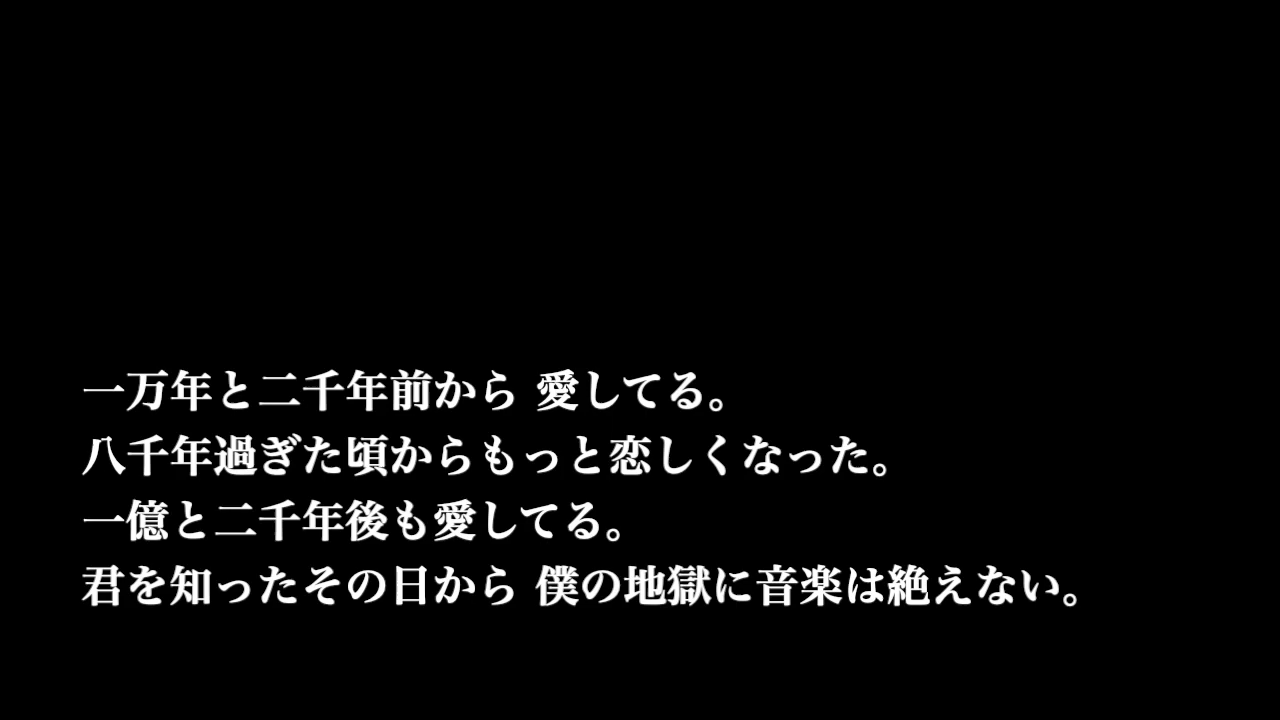 一万年と二千年前から 愛してる。
八千年過ぎた頃からもっと恋しくなった。
一億と二千年後も愛してる。
君を知ったその日から 僕の地獄に音楽は絶えない。